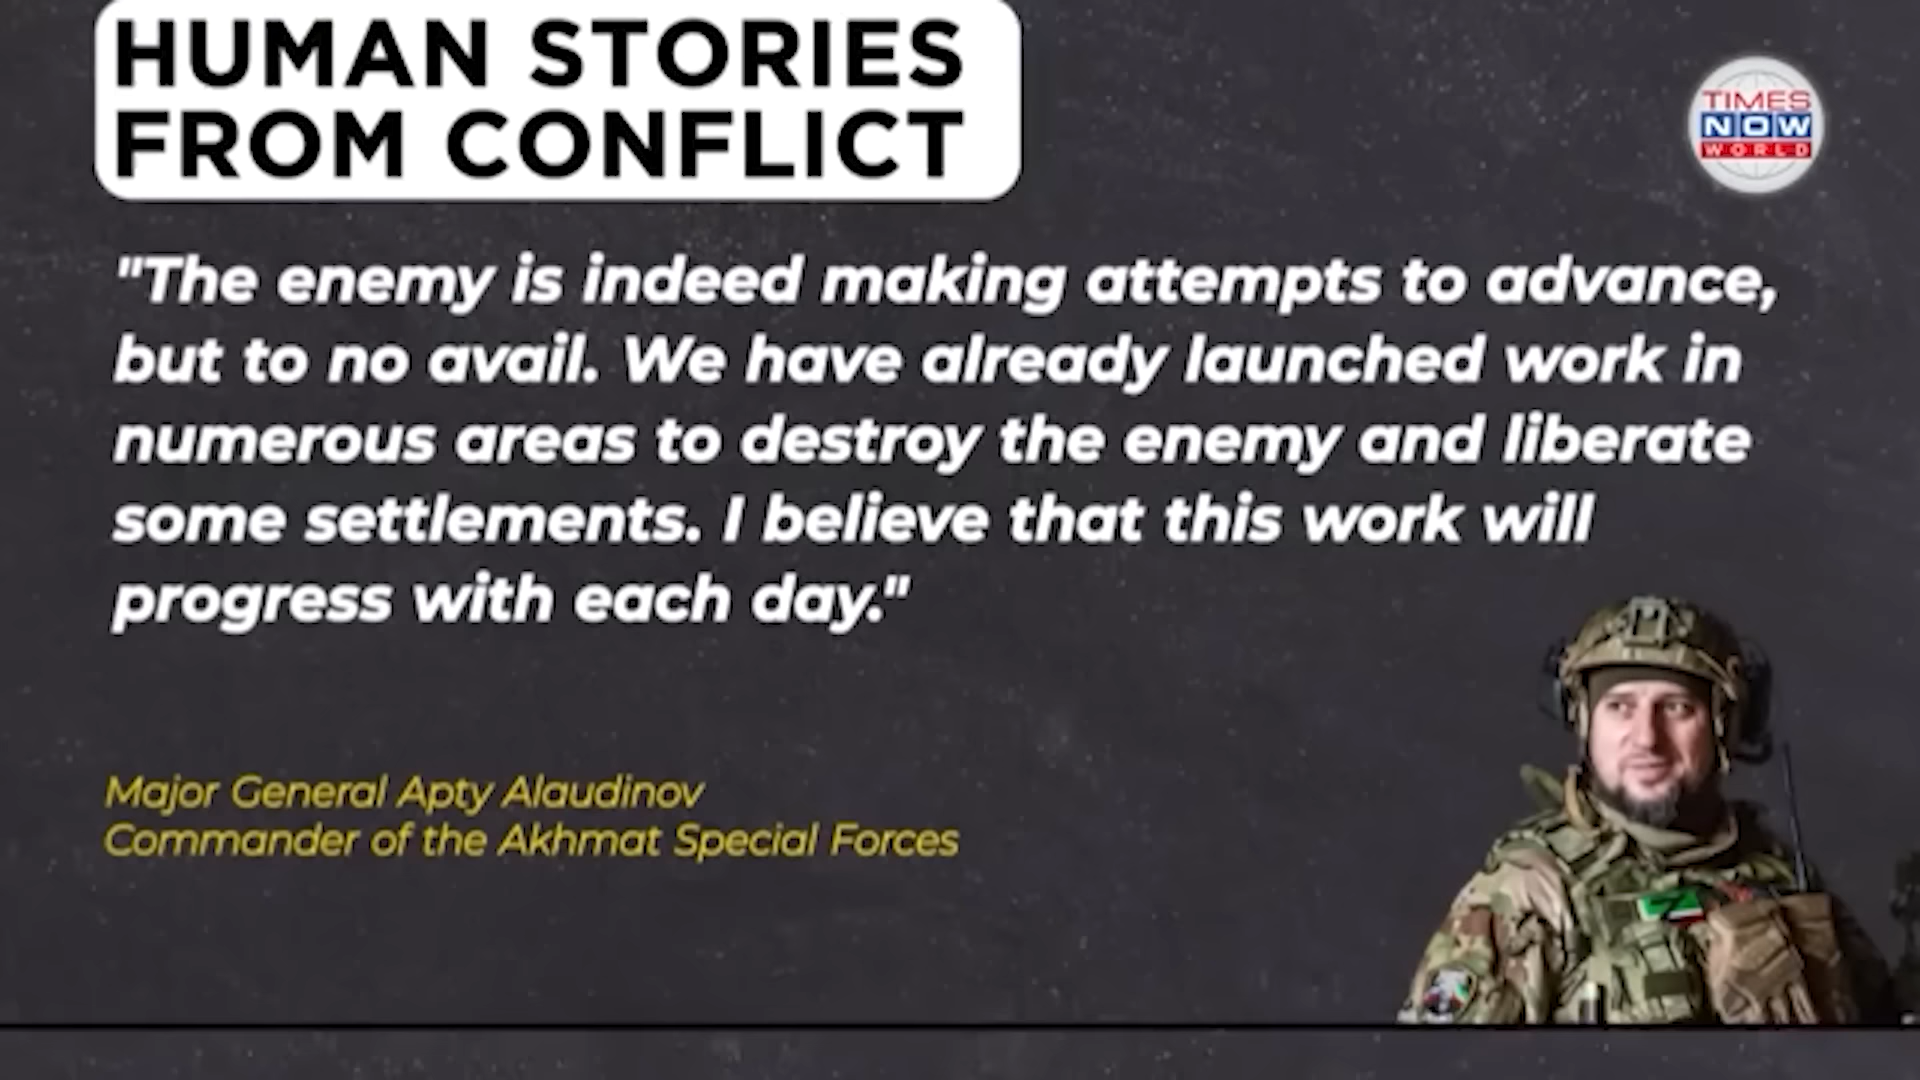 HUMAN STORIES
FROM CONFLICT
TIMES
NOW
WORLD
"The enemy is indeed making attempts to advance,
but to no avail. We have already launched work in
numerous areas to destroy the enemy and liberate
some settlements. I believe that this work will
progress with each day."
Major General Apty Alaudinov
Commander of the Akhmat Special Forces